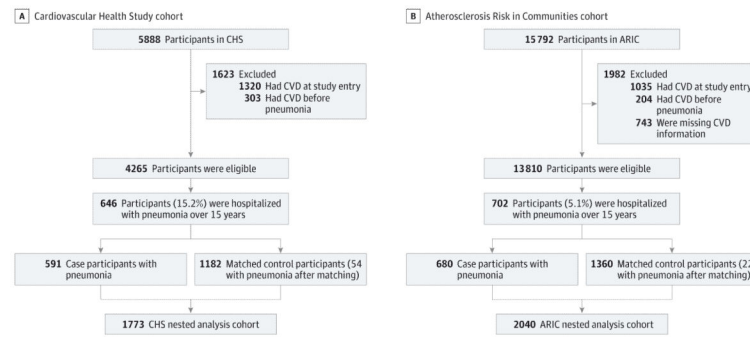 A Cardiovascular Health Study cohort
5888 Participants in CHS
1623 Excluded
1320 Had CVD at study entry
303 Had CVD before
pneumonia
4265 Participants were eligible
646 Participants (15.2%) were hospitalized
with pneumonia over 15 years
591 Case participants with
pneumonia
1182 Matched control participants (54
with pneumonia after matching)
1773 CHS nested analysis cohort
B Atherosclerosis Risk in Communities cohort
15792 Participants in ARIC
1982 Excluded
1035 Had CVD at study entry
204 Had CVD before
pneumonia
743 Were missing CVD
information
13810 Participants were eligible
702 Participants (5.1%) were hospitalized
with pneumonia over 15 years
680 Case participants with
pneumonia
1360 Matched control participants (22
with pneumonia after matching)
2040 ARIC nested analysis cohort